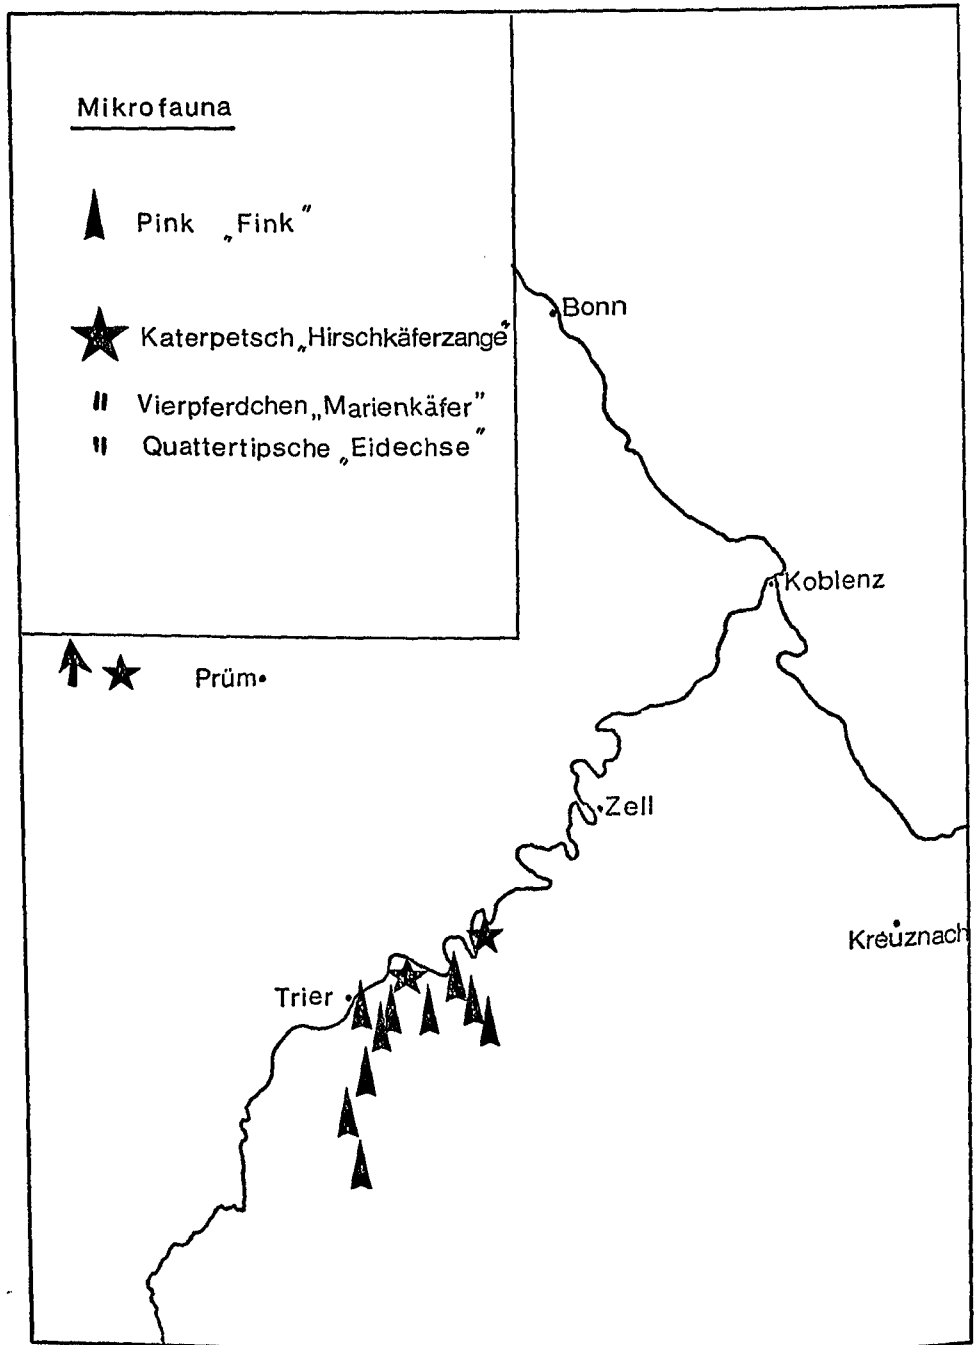 Mikrofauna
Pink „Fink"
Katerpetsch „Hirschkäferzange"
" Vierpferdchen „Marienkäfer"
" Quattertipsche „Eidechse"
Bonn
Koblenz
Prüm
Zell
Kreuznach
Trier